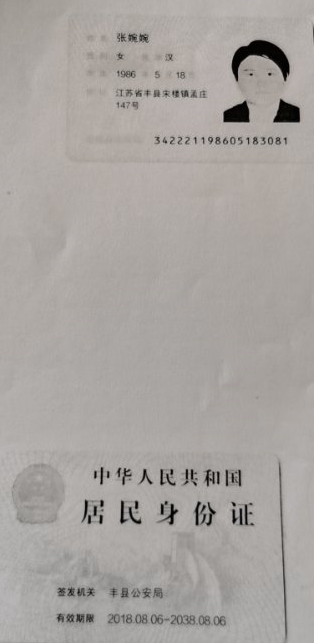 张婉婉
女 汉
1986 5 18
江苏省丰县宋楼镇孟庄
147号
342221198605183081
中华人民共和国
居民身份证
签发机关 丰县公安局
有效期限 2018.08.06-2038.08.06